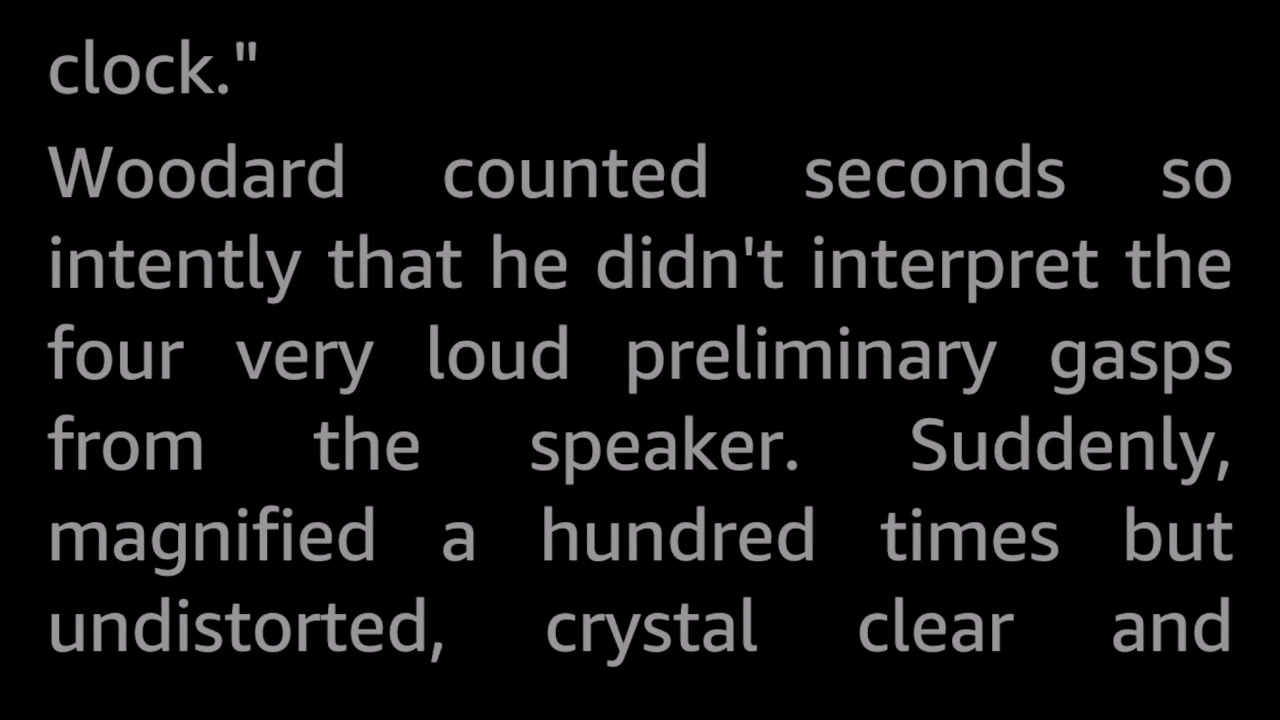 clock."
Woodard counted seconds so
intently that he didn't interpret the
four very loud preliminary gasps
from the speaker. Suddenly,
magnified a hundred times but
undistorted, crystal clear and